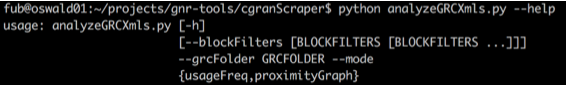 fub@oswald01:~/projects/gnr-tools/cgranScraper$ python analyzeGRCXmls.py --help
usage: analyzeGRCXmls.py [-h]
[--blockFilters [BLOCKFILTERS [BLOCKFILTERS ...]]]
--grcFolder GRCFOLDER --mode
{usageFreq,proximityGraph}